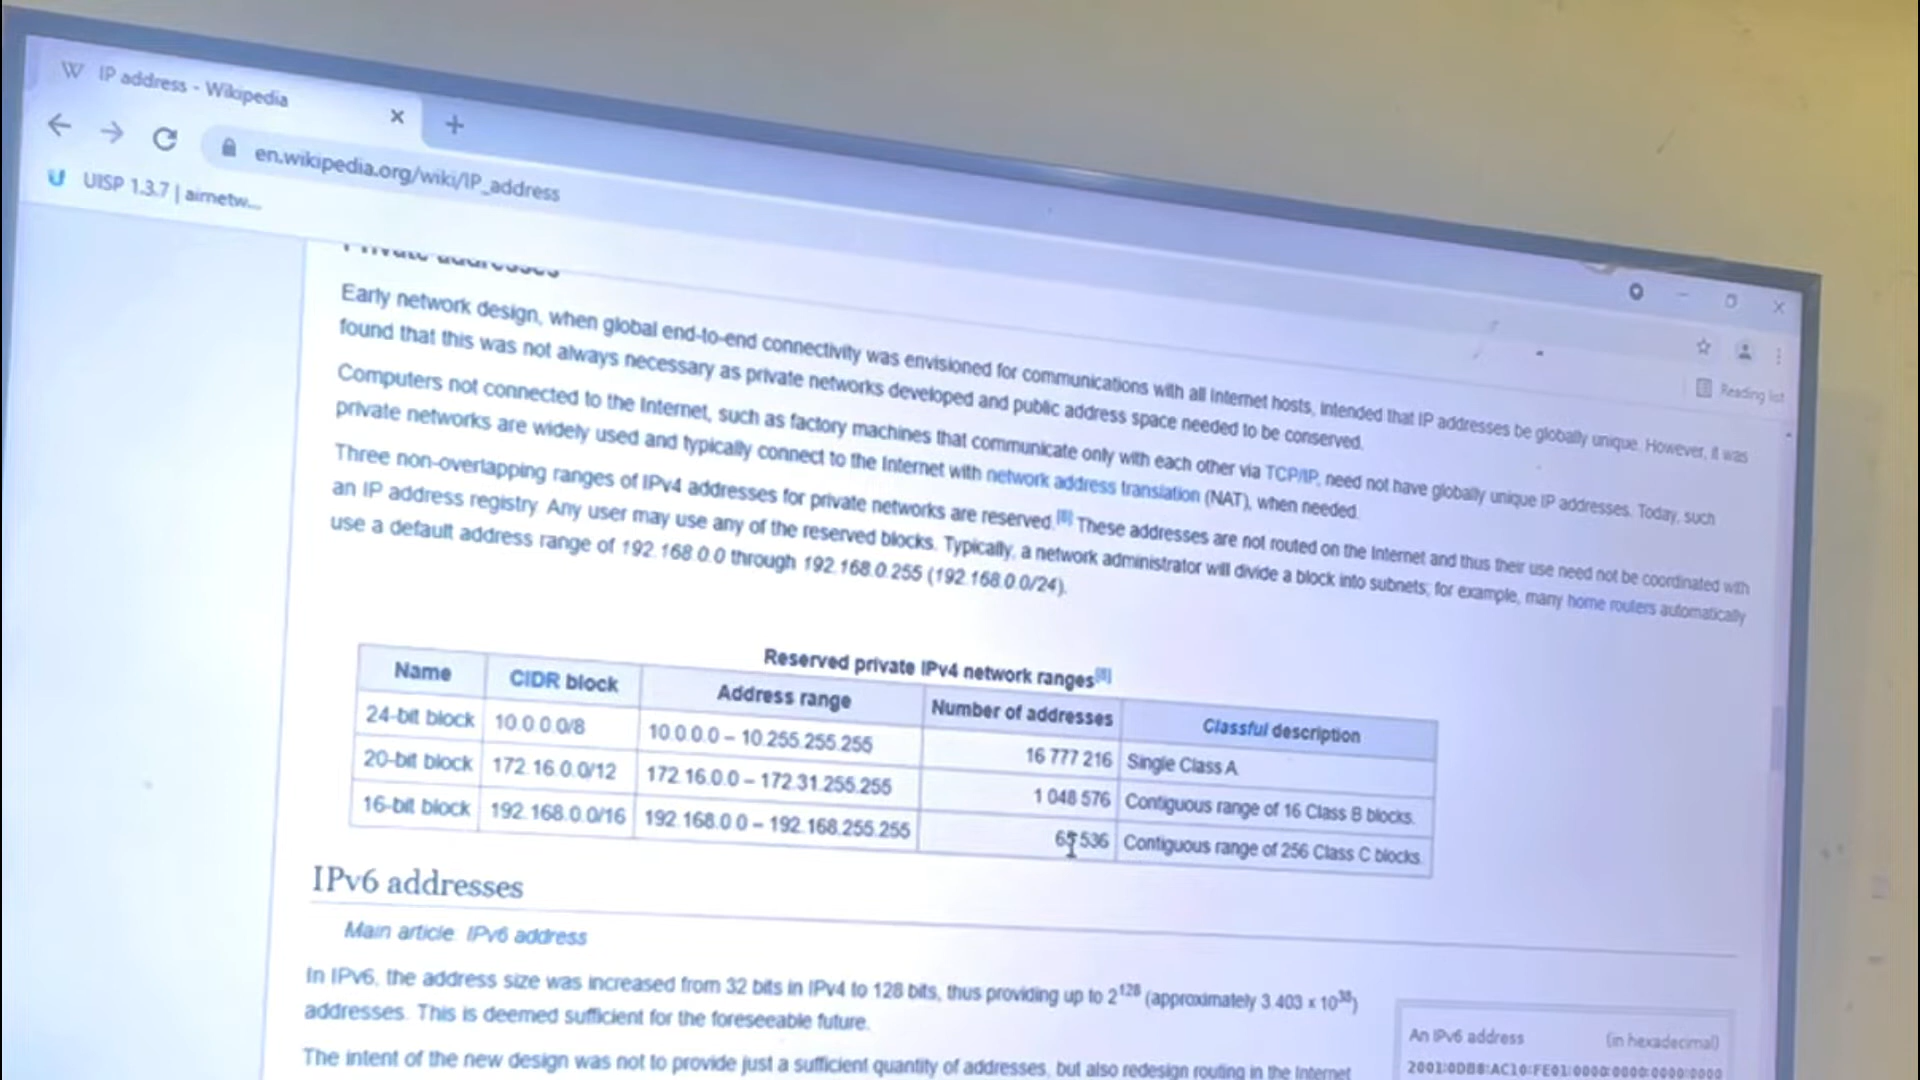 IP address - Wikipedia
en.wikipedia.org/wiki/IP_address
UISP 1.3.7 | airnetw...
Reading list
Private addresses
Early network design, when global end-to-end connectivity was envisioned for communications with all Internet hosts, intended that IP addresses be globally unique. However, it was
found that this was not always necessary as private networks developed and public address space needed to be conserved.
Computers not connected to the Internet, such as factory machines that communicate only with each other via TCP/IP, need not have globally unique IP addresses. Today, such
private networks are widely used and typically connect to the Internet with network address translation (NAT), when needed.
Three non-overlapping ranges of IPv4 addresses for private networks are reserved.[8] These addresses are not routed on the Internet and thus their use need not be coordinated with
an IP address registry. Any user may use any of the reserved blocks. Typically, a network administrator will divide a block into subnets; for example, many home routers automatically
use a default address range of 192.168.0.0 through 192.168.0.255 (192.168.0.0/24).
Reserved private IPv4 network ranges[8]
Name CIDR block Address range Number of addresses Classful description
24-bit block 10.0.0.0/8 10.0.0.0 – 10.255.255.255 16 777 216 Single Class A.
20-bit block 172.16.0.0/12 172.16.0.0 – 172.31.255.255 1 048 576 Contiguous range of 16 Class B blocks.
16-bit block 192.168.0.0/16 192.168.0.0 – 192.168.255.255 65 536 Contiguous range of 256 Class C blocks.
IPv6 addresses
Main article: IPv6 address
In IPv6, the address size was increased from 32 bits in IPv4 to 128 bits, thus providing up to 2¹²⁸ (approximately 3.403 × 10³⁸)
addresses. This is deemed sufficient for the foreseeable future.
The intent of the new design was not to provide just a sufficient quantity of addresses, but also redesign routing in the Internet
An IPv6 address (in hexadecimal)
2001:0DB8:AC10:FE01:0000:0000:0000:0000